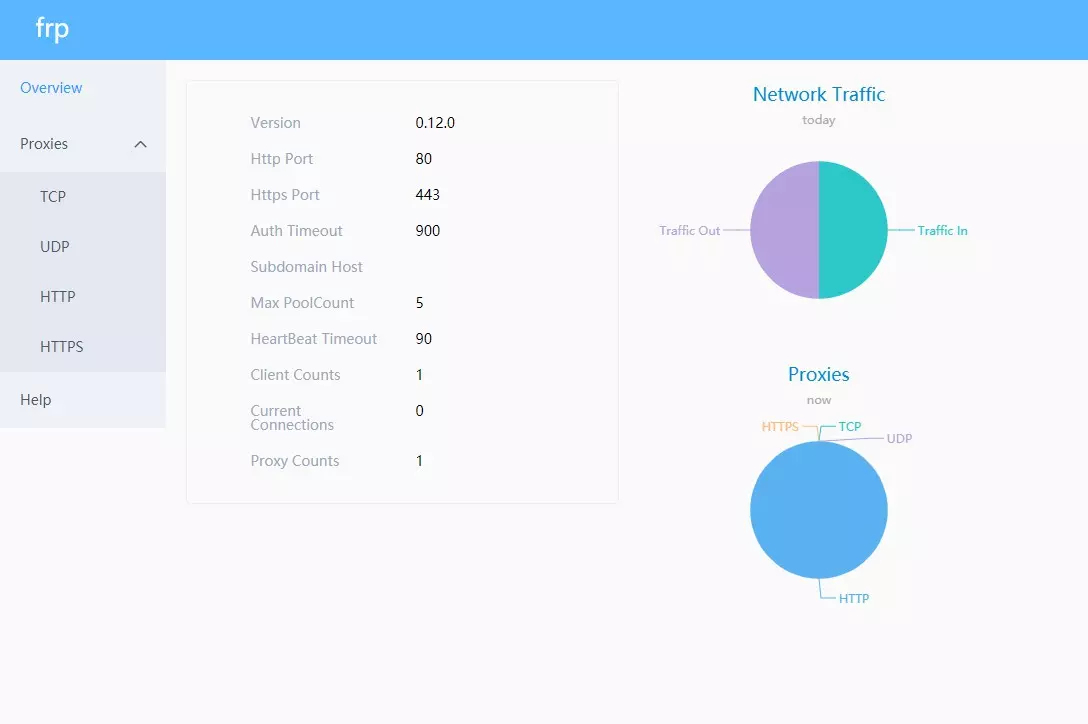 frp
Overview
Proxies
TCP
UDP
HTTP
HTTPS
Help
Version 0.12.0
Http Port 80
Https Port 443
Auth Timeout 900
Subdomain Host
Max PoolCount 5
HeartBeat Timeout 90
Client Counts 1
Current 0
Connections
Proxy Counts 1
Network Traffic
today
Traffic Out Traffic In
Proxies
now
HTTPS TCP
UDP
HTTP